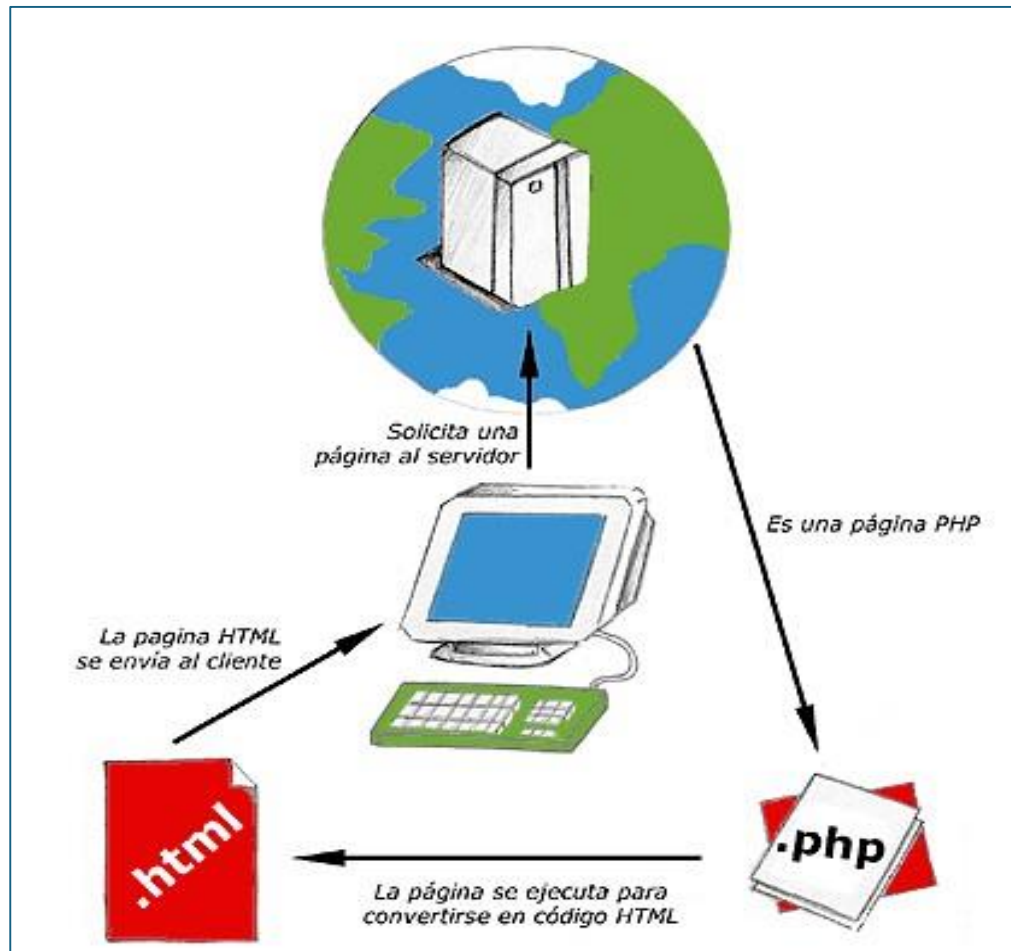 Solicita una
página al servidor
Es una página PHP
La pagina HTML
se envía al cliente
.html
.php
La página se ejecuta para
convertirse en código HTML